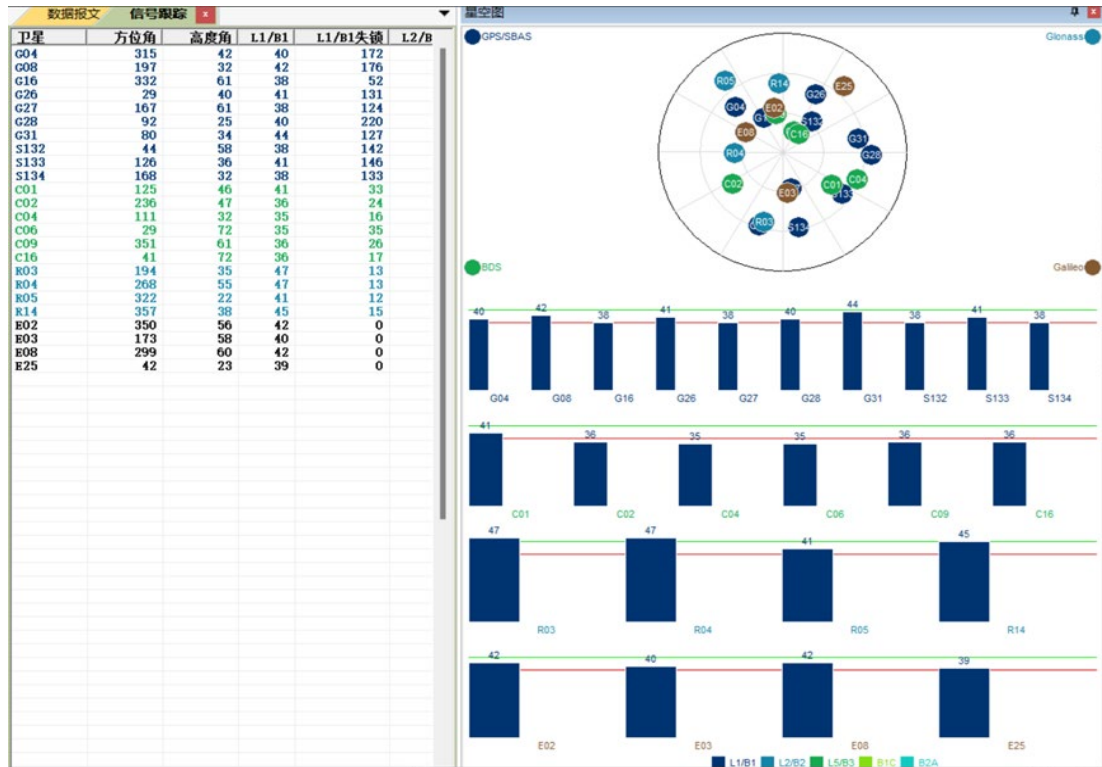 数据报文 信号跟踪 x
卫星 方位角 高度角 L1/B1 L1/B1失锁 L2/B
G04 315 42 40 172
G08 197 32 42 176
G16 332 61 38 52
G26 29 40 41 131
G27 167 61 38 124
G28 92 25 40 220
G31 80 34 44 127
S132 44 58 38 142
S133 126 36 41 146
S134 168 32 38 133
C01 125 46 41 33
C02 236 47 36 24
C04 111 32 35 16
C06 29 72 35 35
C09 351 61 36 26
C16 41 72 36 17
R03 194 35 47 13
R04 268 55 47 13
R05 322 22 41 12
R14 357 38 45 15
E02 350 56 42 0
E03 173 58 40 0
E08 299 60 42 0
E25 42 23 39 0
星空图
GPS/SBAS Glonass
R05 R14 E25
G26
G04 E02
G1 S132
E08 C16 G31
R04 G28
C02 C01 C04
E03 S133
R03 S134
BDS Galileo
40 42 38 41 38 40 44 38 41 38
G04 G08 G16 G26 G27 G28 G31 S132 S133 S134
41 36 35 35 36 36
C01 C02 C04 C06 C09 C16
47 47 41 45
R03 R04 R05 R14
42 40 42 39
E02 E03 E08 E25
L1/B1 L2/B2 L5/B3 B1C B2A